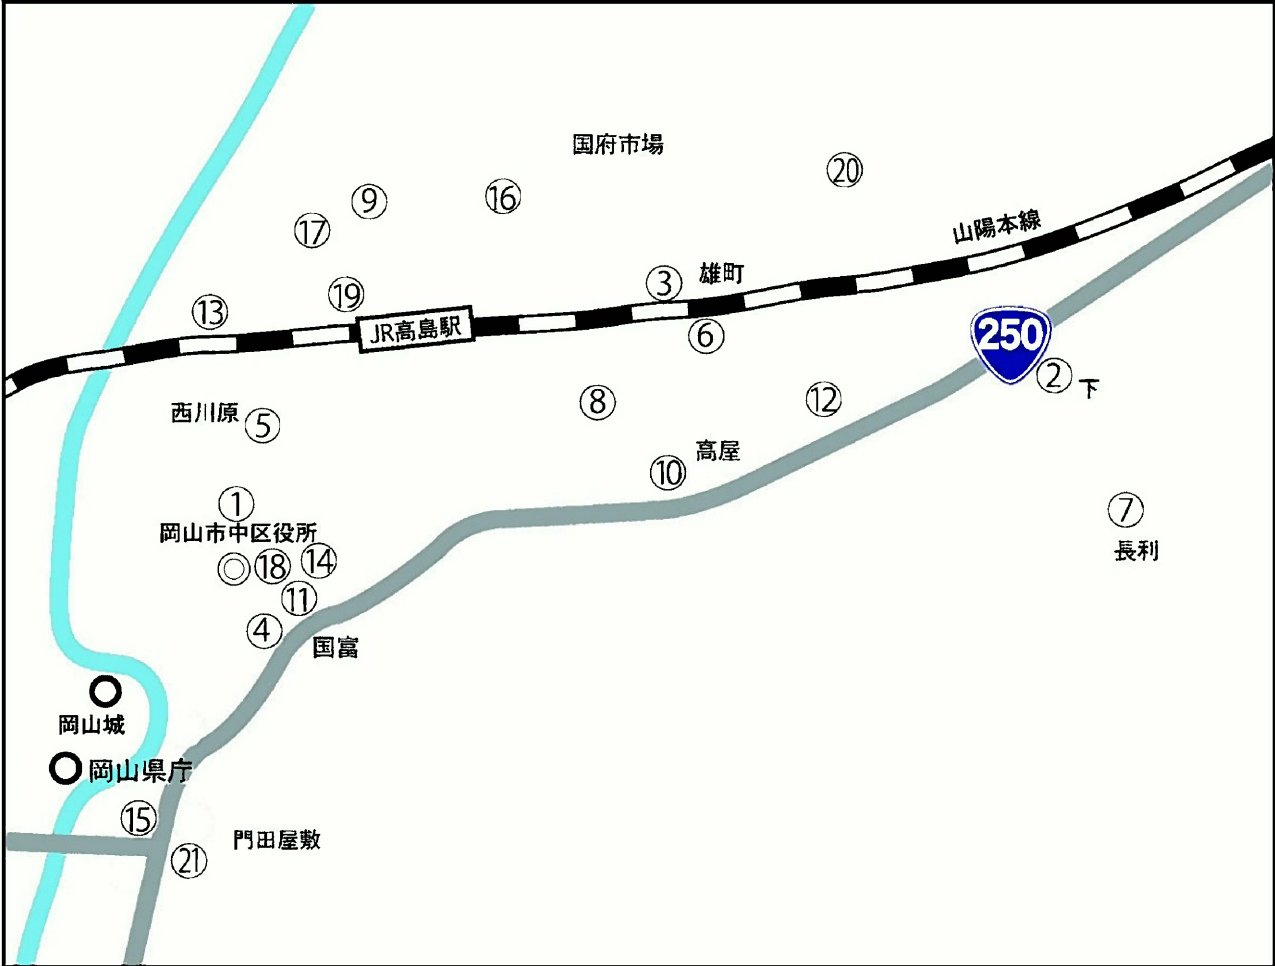 国府市場
⑳
⑨
⑯
⑰
山陽本線
③
雄町
⑲
⑬
JR高島駅
⑥
250
②
下
⑧
⑫
西川原
⑤
高屋
⑩
①
⑦
岡山市中区役所
長利
⑱
⑭
⑪
④
国富
岡山城
岡山県庁
⑮
門田屋敷
㉑